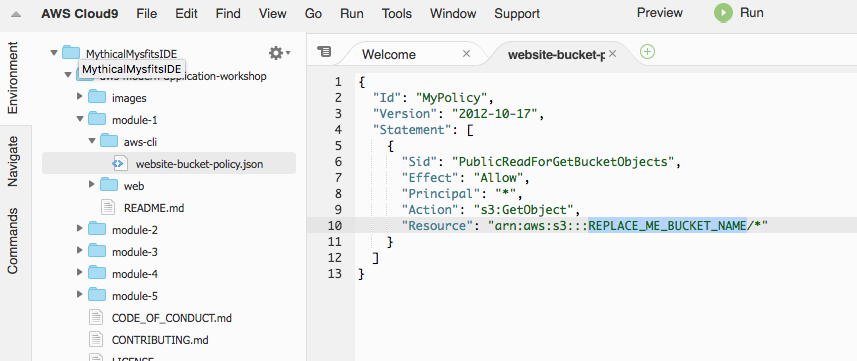 AWS Cloud9 File Edit Find View Go Run Tools Window Support Preview Run
Environment
Navigate
Commands
MythicalMysfitsIDE
MythicalMysfitsIDE
application-workshop
images
module-1
aws-cli
website-bucket-policy.json
web
README.md
module-2
module-3
module-4
module-5
CODE_OF_CONDUCT.md
CONTRIBUTING.md
LICENSE
Welcome
website-bucket-p
1 {
2 "Id": "MyPolicy",
3 "Version": "2012-10-17",
4 "Statement": [
5 {
6 "Sid": "PublicReadForGetBucketObjects",
7 "Effect": "Allow",
8 "Principal": "*",
9 "Action": "s3:GetObject",
10 "Resource": "arn:aws:s3:::REPLACE_ME_BUCKET_NAME/*"
11 }
12 ]
13 }